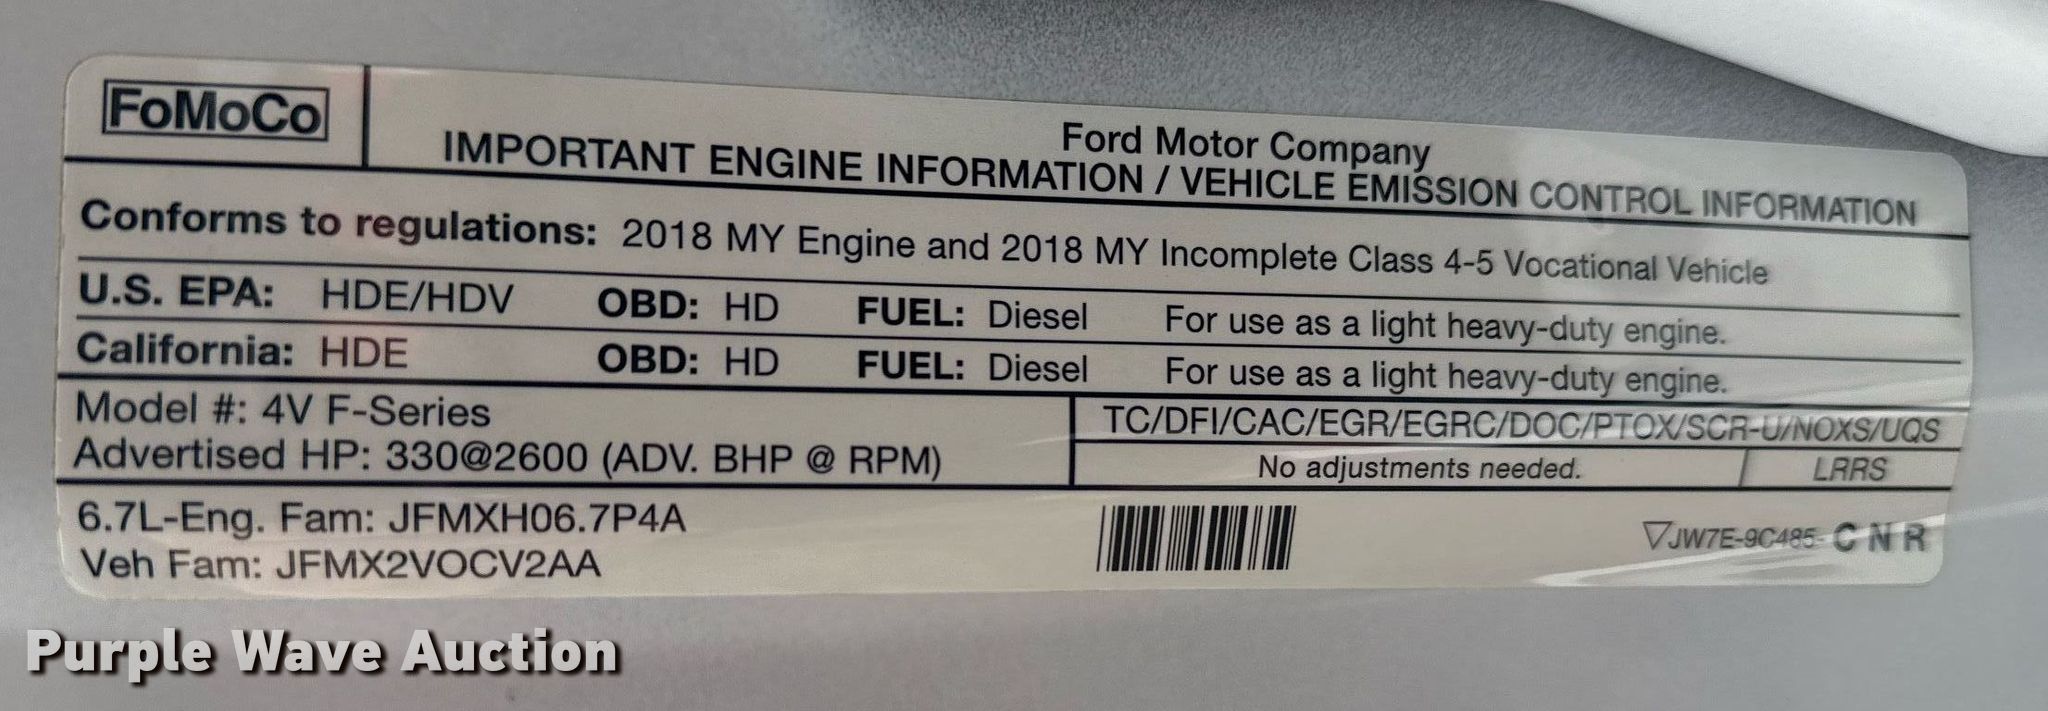 FoMoCo
Ford Motor Company
IMPORTANT ENGINE INFORMATION / VEHICLE EMISSION CONTROL INFORMATION
Conforms to regulations: 2018 MY Engine and 2018 MY Incomplete Class 4-5 Vocational Vehicle
U.S. EPA: HDE/HDV OBD: HD FUEL: Diesel For use as a light heavy-duty engine.
California: HDE OBD: HD FUEL: Diesel For use as a light heavy-duty engine.
Model #: 4V F-Series
Advertised HP: 330@2600 (ADV. BHP @ RPM)
TC/DFI/CAC/EGR/EGRC/DOC/PTOX/SCR-U/NOXS/UQS
No adjustments needed. LRRS
6.7L-Eng. Fam: JFMXH06.7P4A
Veh Fam: JFMX2VOCV2AA
▽JW7E-9C485- C N R
Purple Wave Auction